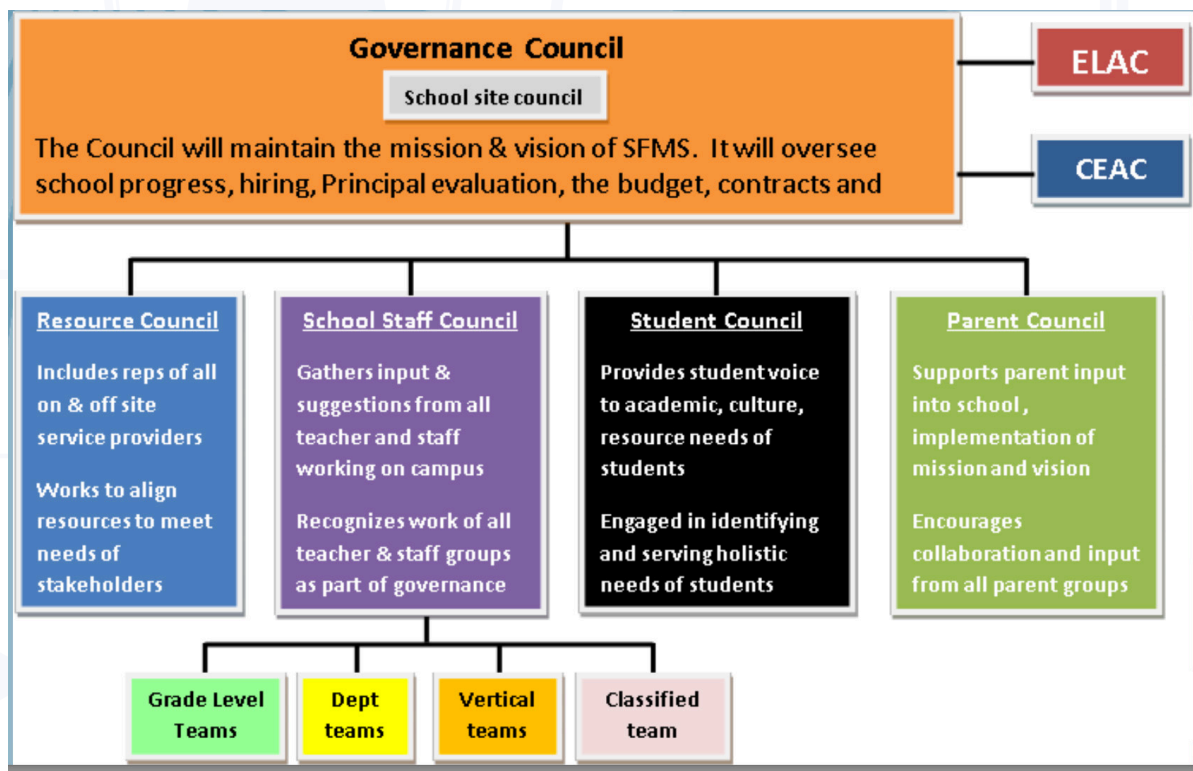 Governance Council
School site council
The Council will maintain the mission & vision of SFMS. It will oversee
school progress, hiring, Principal evaluation, the budget, contracts and
ELAC
CEAC
Resource Council
Includes reps of all
on & off site
service providers
Works to align
resources to meet
needs of
stakeholders
School Staff Council
Gathers input &
suggestions from all
teacher and staff
working on campus
Recognizes work of all
teacher & staff groups
as part of governance
Student Council
Provides student voice
to academic, culture,
resource needs of
students
Engaged in identifying
and serving holistic
needs of students
Parent Council
Supports parent input
into school ,
implementation of
mission and vision
Encourages
collaboration and input
from all parent groups
Grade Level
Teams
Dept
teams
Vertical
teams
Classified
team